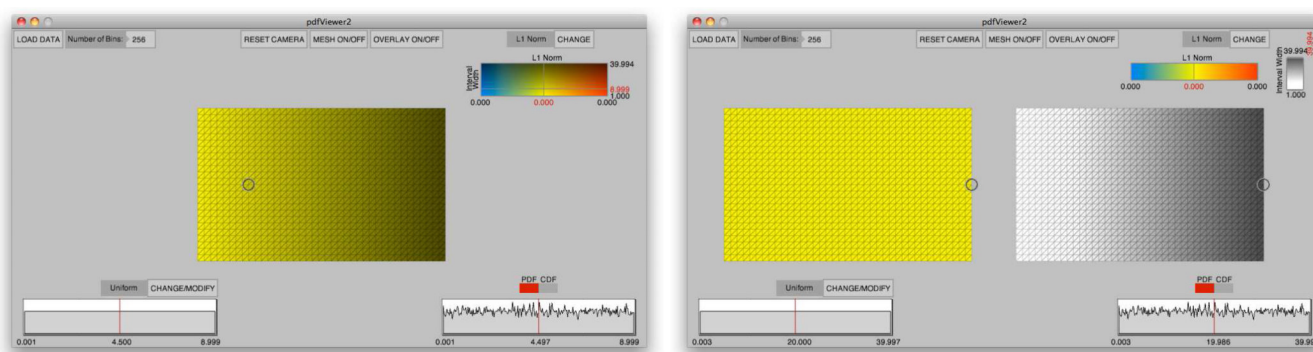 pdfViewer2
LOAD DATA Number of Bins: 256 RESET CAMERA MESH ON/OFF OVERLAY ON/OFF L1 Norm CHANGE
L1 Norm
Interval Width
39.994
8.999
1.000
0.000 0.000 0.000
Uniform CHANGE/MODIFY
PDF CDF
0.001 4.500 8.999
0.001 4.497 8.999
pdfViewer2
LOAD DATA Number of Bins: 256 RESET CAMERA MESH ON/OFF OVERLAY ON/OFF L1 Norm CHANGE
L1 Norm
0.000 0.000 0.000
Interval Width
39.994
39.994
1.000
Uniform CHANGE/MODIFY
PDF CDF
0.003 20.000 39.997
0.003 19.986